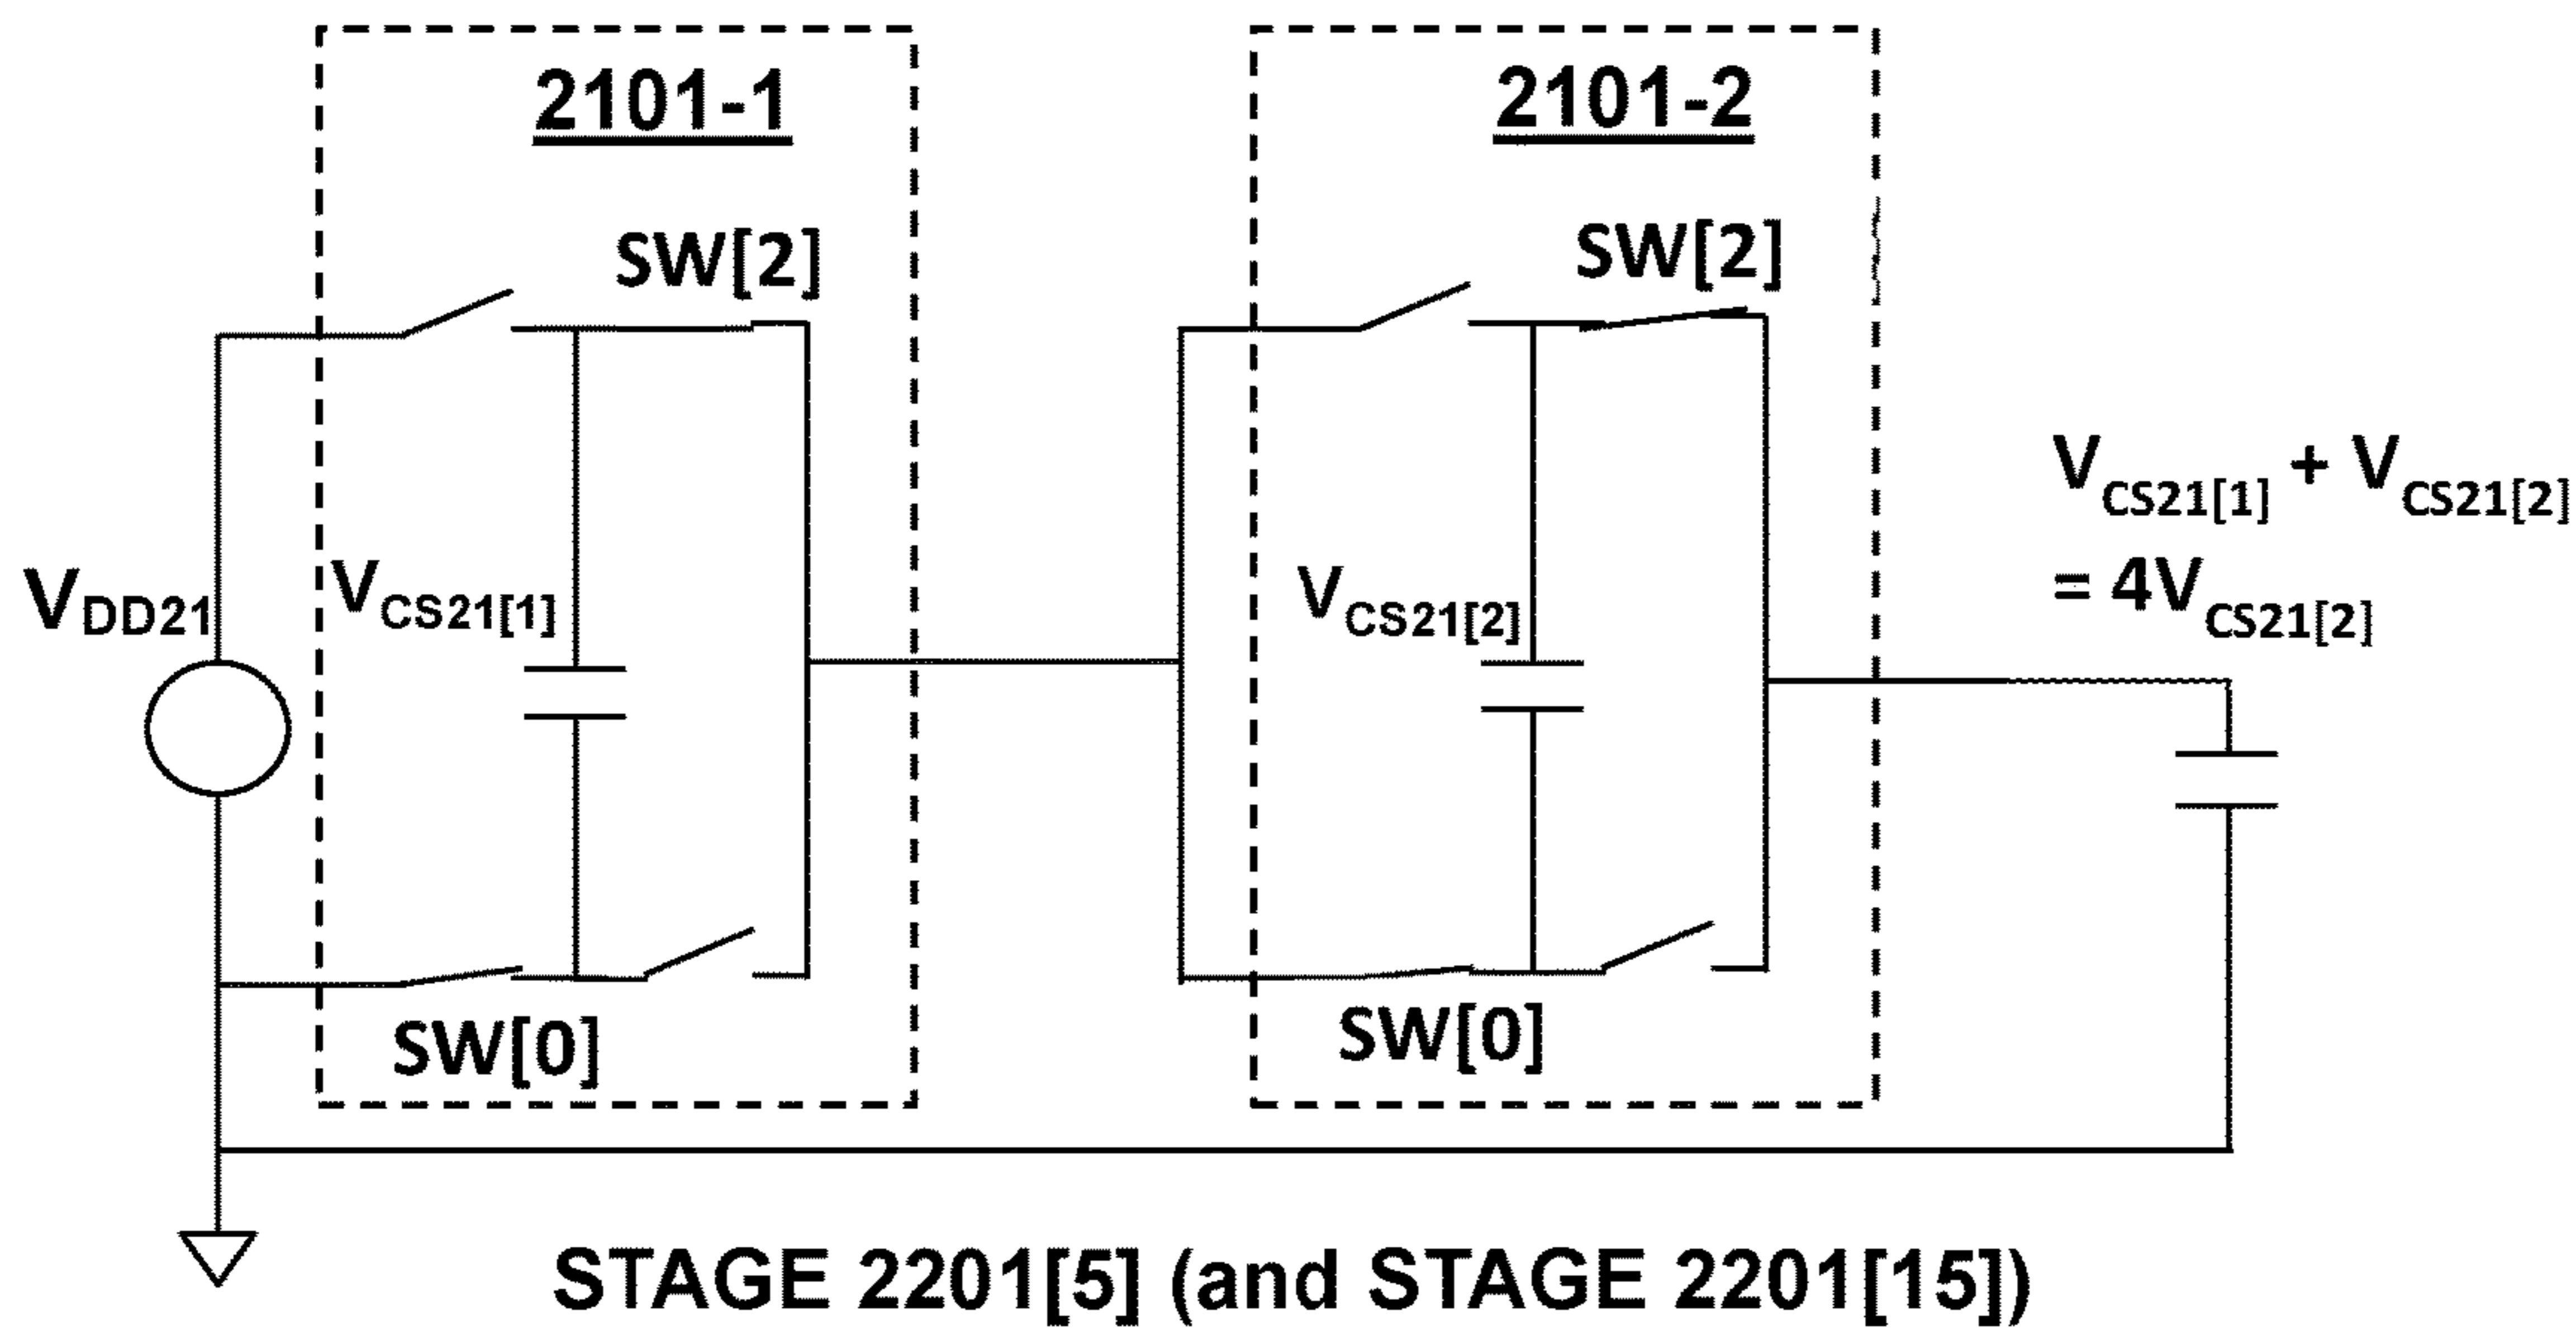 2101-1
2101-2
SW[2]
SW[2]
VCS21[1] + VCS21[2]
= 4VCS21[2]
VDD21
VCS21[1]
VCS21[2]
SW[0]
SW[0]
STAGE 2201[5] (and STAGE 2201[15])